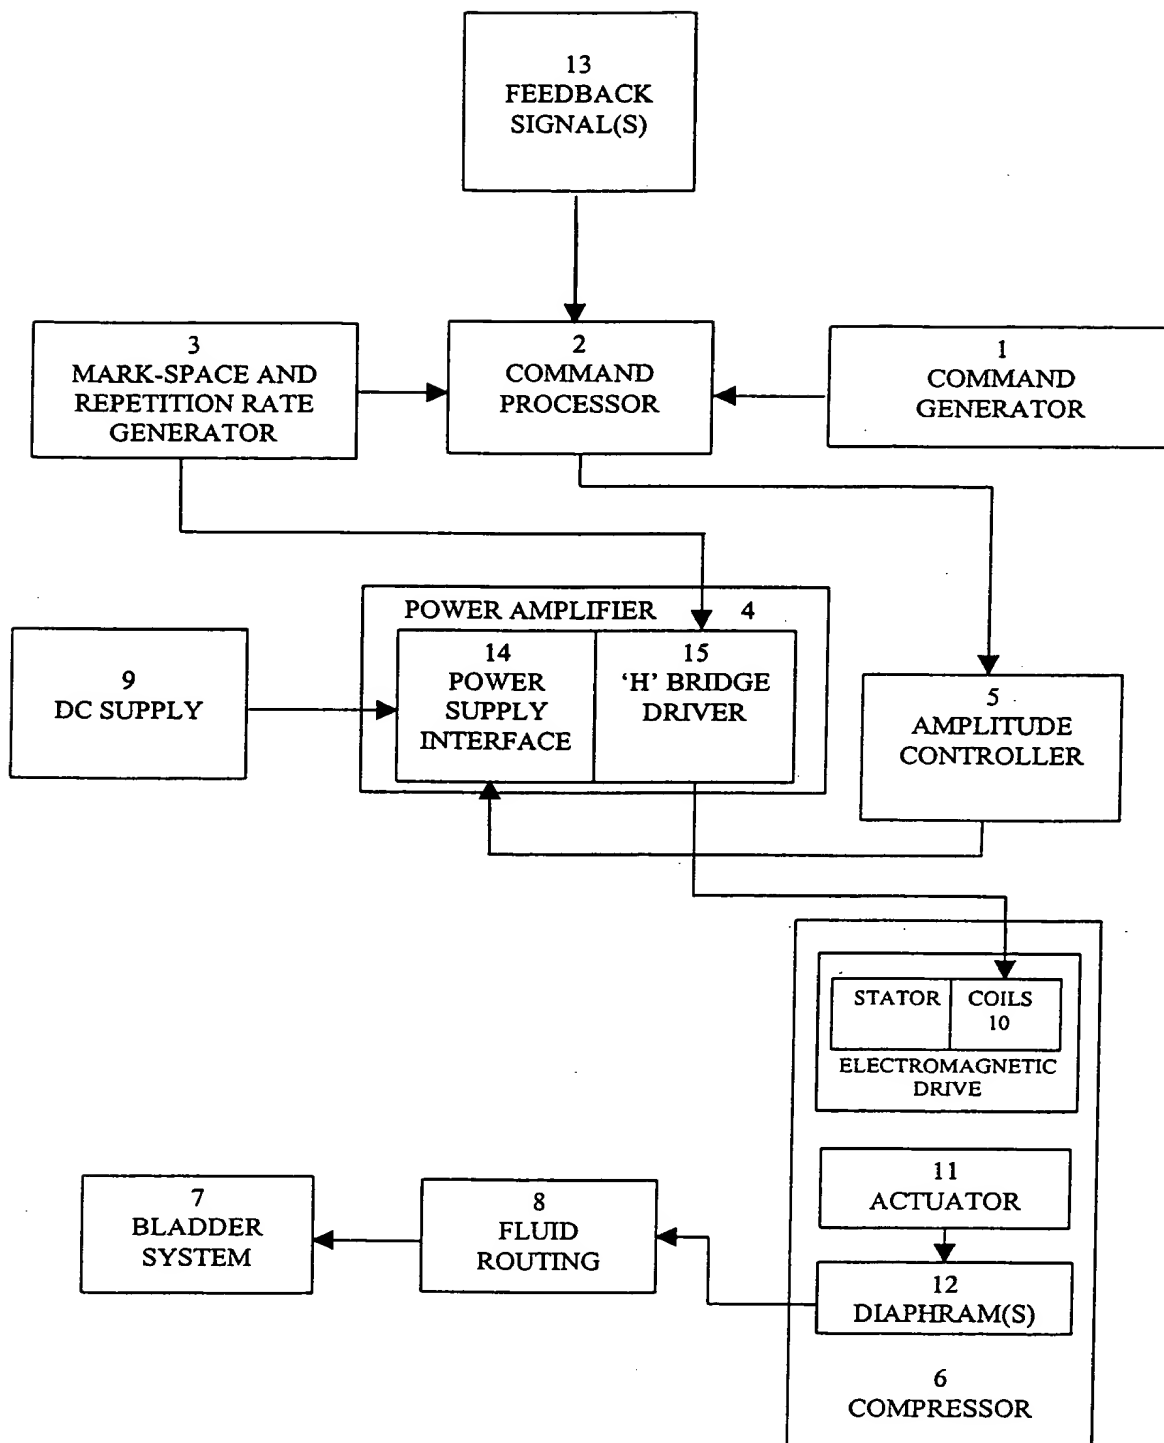 13
FEEDBACK
SIGNAL(S)
3
MARK-SPACE AND
REPETITION RATE
GENERATOR
2
COMMAND
PROCESSOR
1
COMMAND
GENERATOR
POWER AMPLIFIER 4
9
DC SUPPLY
14
POWER
SUPPLY
INTERFACE
15
‘H’ BRIDGE
DRIVER
5
AMPLITUDE
CONTROLLER
STATOR
COILS
10
ELECTROMAGNETIC
DRIVE
11
ACTUATOR
7
BLADDER
SYSTEM
8
FLUID
ROUTING
12
DIAPHRAM(S)
6
COMPRESSOR